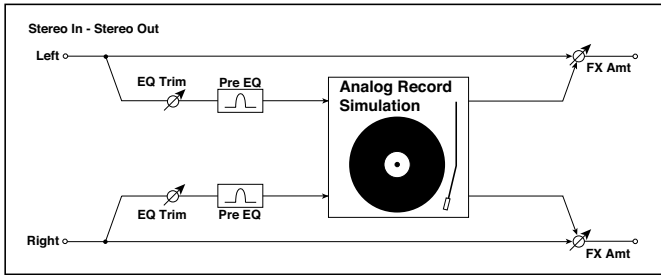 Stereo In - Stereo Out
Left
EQ Trim
Pre EQ
Analog Record
Simulation
FX Amt
EQ Trim
Pre EQ
Right
FX Amt